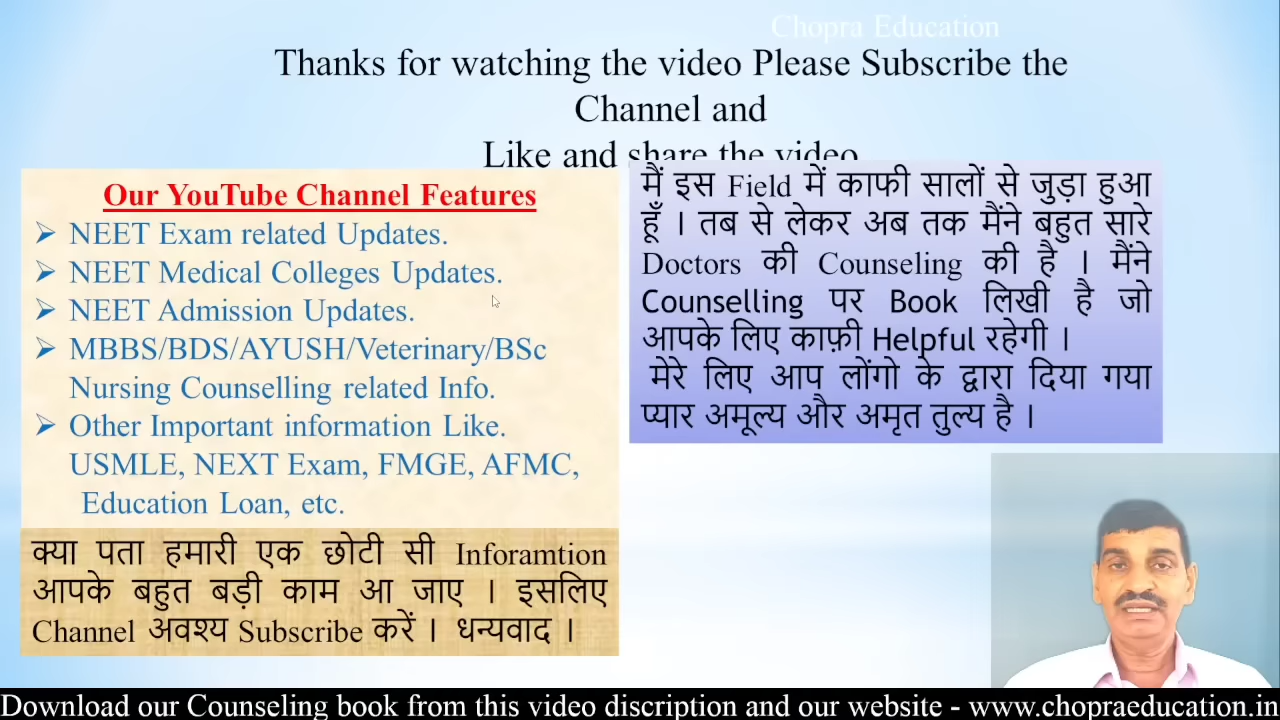 Chopra Education
Thanks for watching the video Please Subscribe the
Channel and
Like and share the video
Our YouTube Channel Features
NEET Exam related Updates.
NEET Medical Colleges Updates.
NEET Admission Updates.
MBBS/BDS/AYUSH/Veterinary/BSc
Nursing Counselling related Info.
Other Important information Like.
USMLE, NEXT Exam, FMGE, AFMC,
Education Loan, etc.
क्या पता हमारी एक छोटी सी Inforamtion
आपके बहुत बड़ी काम आ जाए । इसलिए
Channel अवश्य Subscribe करें । धन्यवाद ।
मैं इस Field में काफी सालों से जुड़ा हुआ
हूँ । तब से लेकर अब तक मैंने बहुत सारे
Doctors की Counseling की है । मैंने
Counselling पर Book लिखी है जो
आपके लिए काफ़ी Helpful रहेगी ।
मेरे लिए आप लोंगो के द्वारा दिया गया
प्यार अमूल्य और अमृत तुल्य है ।
Download our Counseling book from this video discription and our website - www.chopraeducation.in